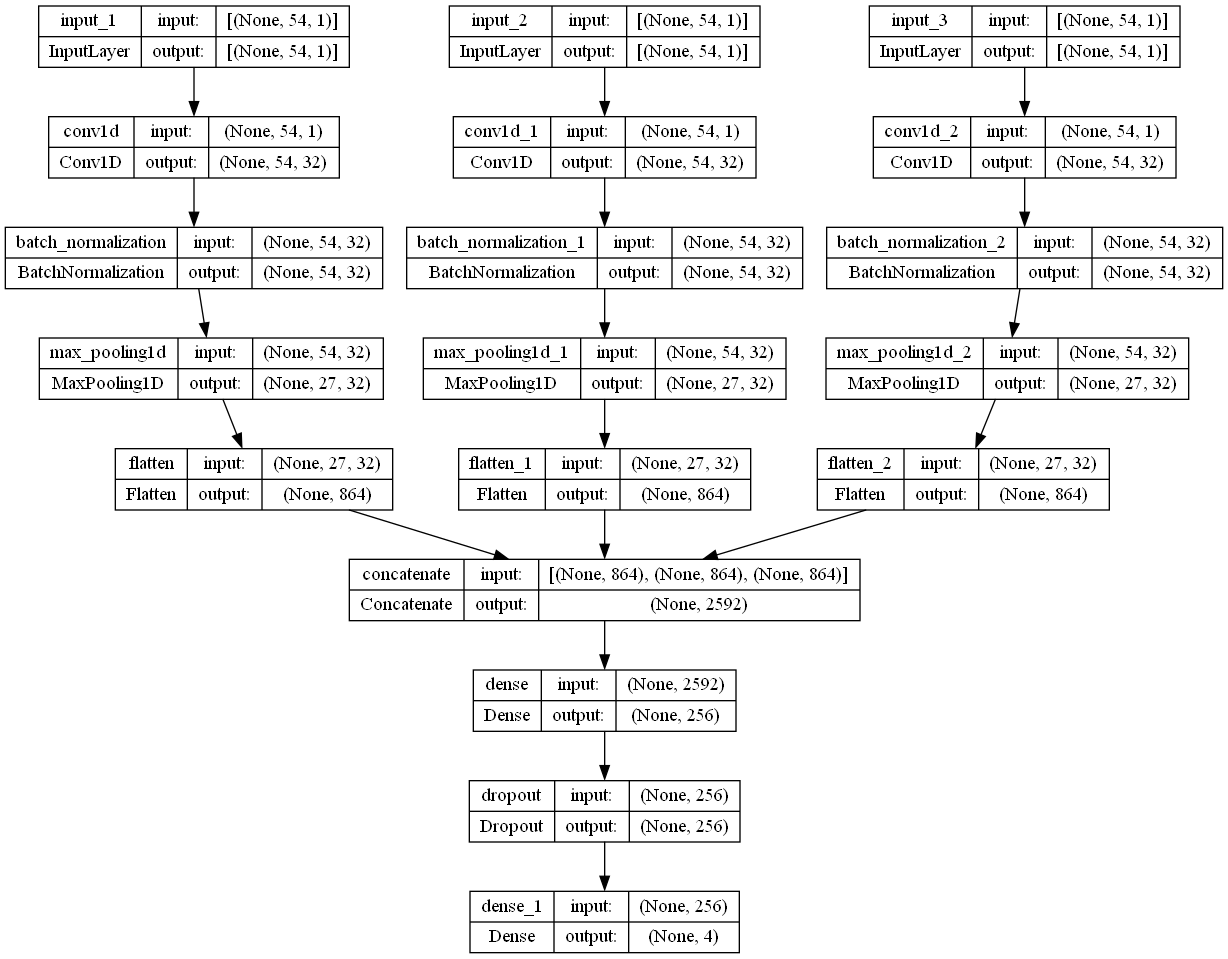 input_1 input: [(None, 54, 1)]
InputLayer output: [(None, 54, 1)]
input_2 input: [(None, 54, 1)]
InputLayer output: [(None, 54, 1)]
input_3 input: [(None, 54, 1)]
InputLayer output: [(None, 54, 1)]
conv1d input: (None, 54, 1)
Conv1D output: (None, 54, 32)
conv1d_1 input: (None, 54, 1)
Conv1D output: (None, 54, 32)
conv1d_2 input: (None, 54, 1)
Conv1D output: (None, 54, 32)
batch_normalization input: (None, 54, 32)
BatchNormalization output: (None, 54, 32)
batch_normalization_1 input: (None, 54, 32)
BatchNormalization output: (None, 54, 32)
batch_normalization_2 input: (None, 54, 32)
BatchNormalization output: (None, 54, 32)
max_pooling1d input: (None, 54, 32)
MaxPooling1D output: (None, 27, 32)
max_pooling1d_1 input: (None, 54, 32)
MaxPooling1D output: (None, 27, 32)
max_pooling1d_2 input: (None, 54, 32)
MaxPooling1D output: (None, 27, 32)
flatten input: (None, 27, 32)
Flatten output: (None, 864)
flatten_1 input: (None, 27, 32)
Flatten output: (None, 864)
flatten_2 input: (None, 27, 32)
Flatten output: (None, 864)
concatenate input: [(None, 864), (None, 864), (None, 864)]
Concatenate output: (None, 2592)
dense input: (None, 2592)
Dense output: (None, 256)
dropout input: (None, 256)
Dropout output: (None, 256)
dense_1 input: (None, 256)
Dense output: (None, 4)